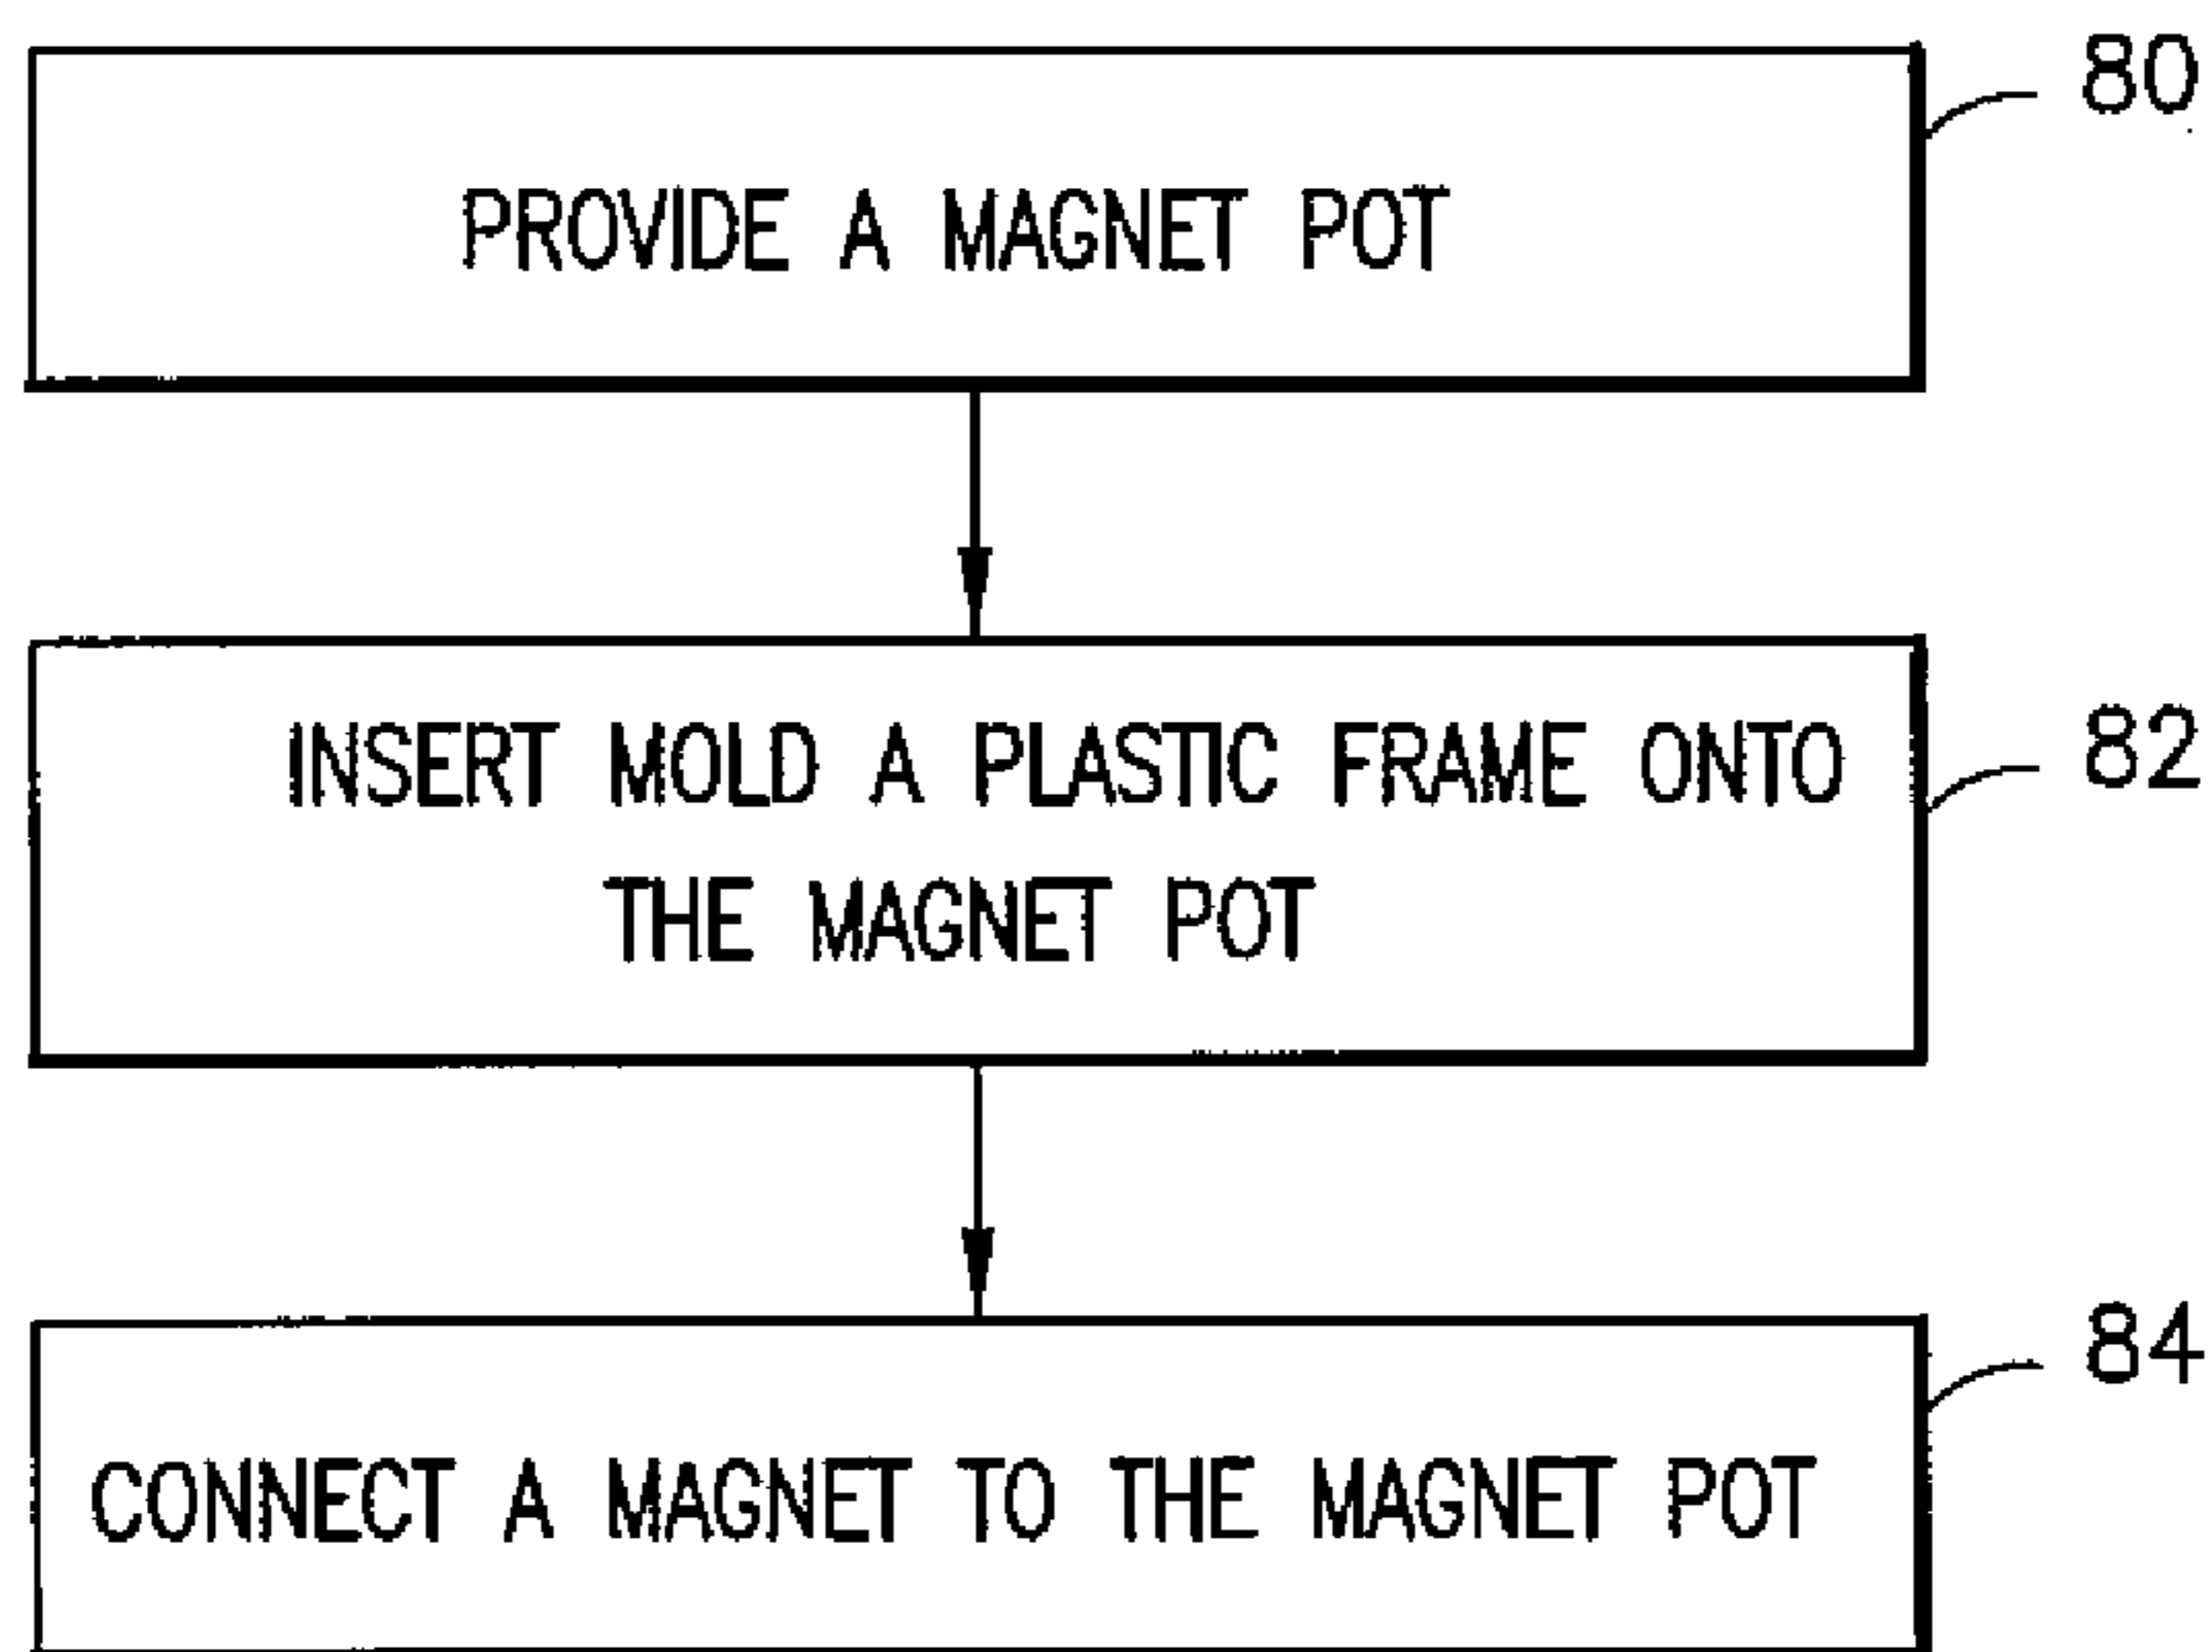 80
PROVIDE A MAGNET POT
INSERT MOLD A PLASTIC FRAME ONTO
THE MAGNET POT
82
84
CONNECT A MAGNET TO THE MAGNET POT